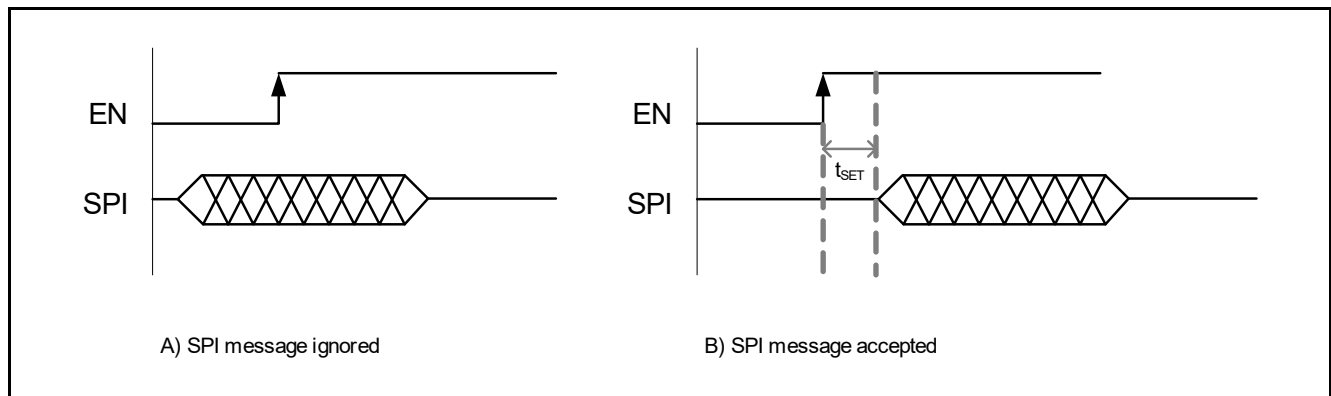 EN
SPI
A) SPI message ignored
EN
tSET
SPI
B) SPI message accepted